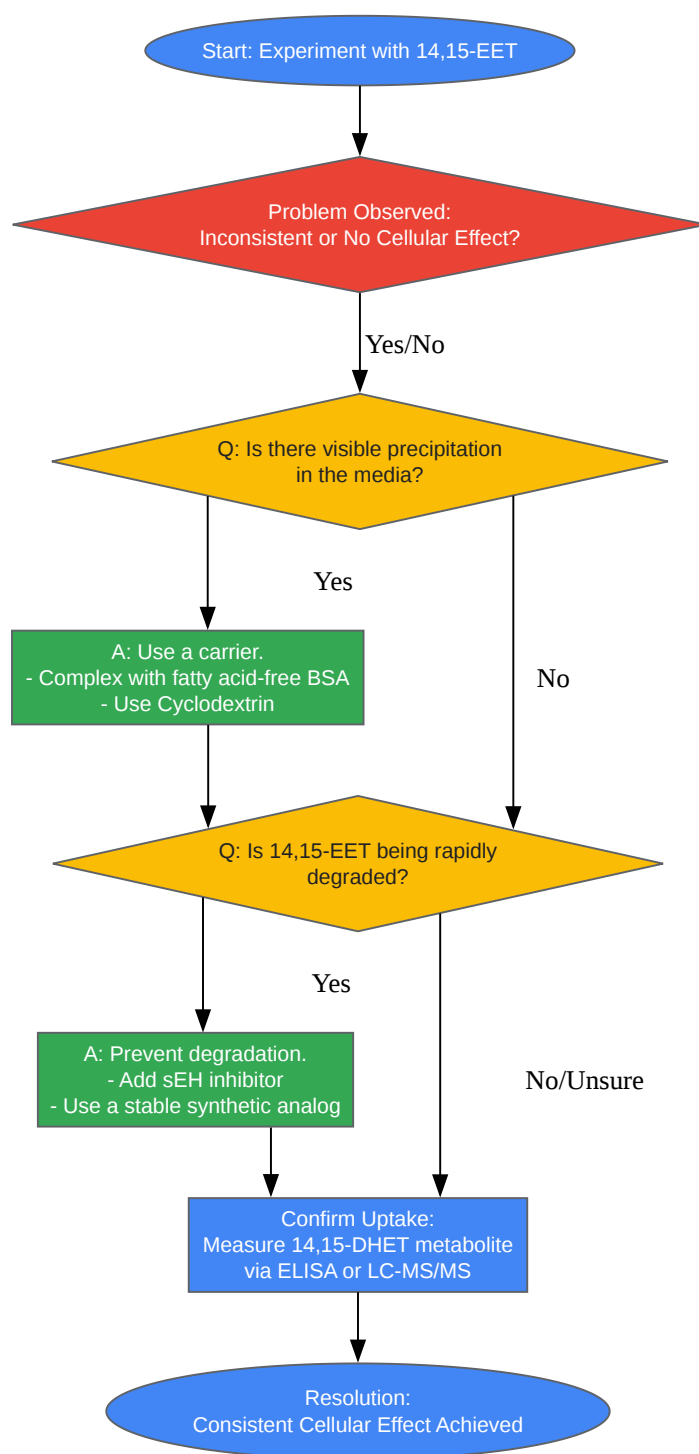 Start: Experiment with 14,15-EET
Problem Observed:
Inconsistent or No Cellular Effect?
Yes/No
Q: Is there visible precipitation
in the media?
Yes
A: Use a carrier.
- Complex with fatty acid-free BSA
- Use Cyclodextrin
No
Q: Is 14,15-EET being rapidly
degraded?
Yes
A: Prevent degradation.
- Add sEH inhibitor
- Use a stable synthetic analog
No/Unsure
Confirm Uptake:
Measure 14,15-DHET metabolite
via ELISA or LC-MS/MS
Resolution:
Consistent Cellular Effect Achieved